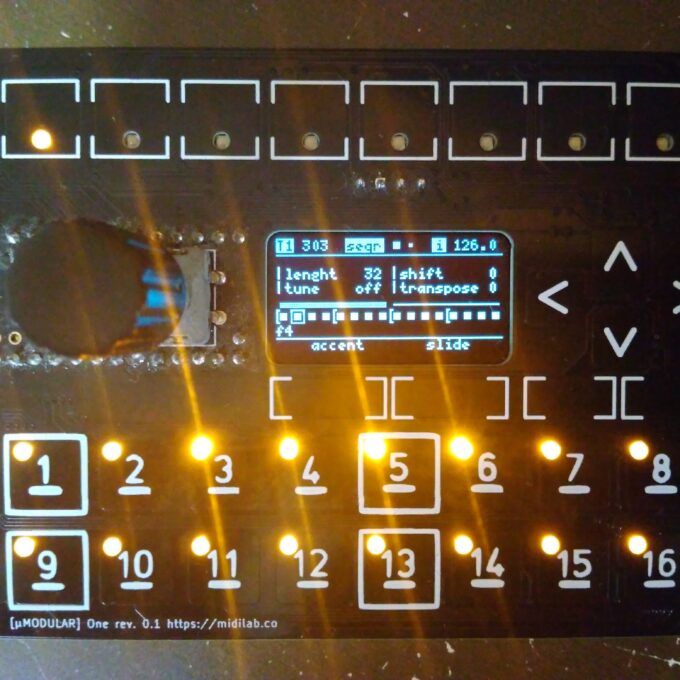 T1 303 seqr i 126.0
lenght 32 shift 0
tune off transpose 0
f4
accent slide
1 2 3 4 5 6 7 8
9 10 11 12 13 14 15 16
[µMODULAR] One rev. 0.1 https://midilab.co